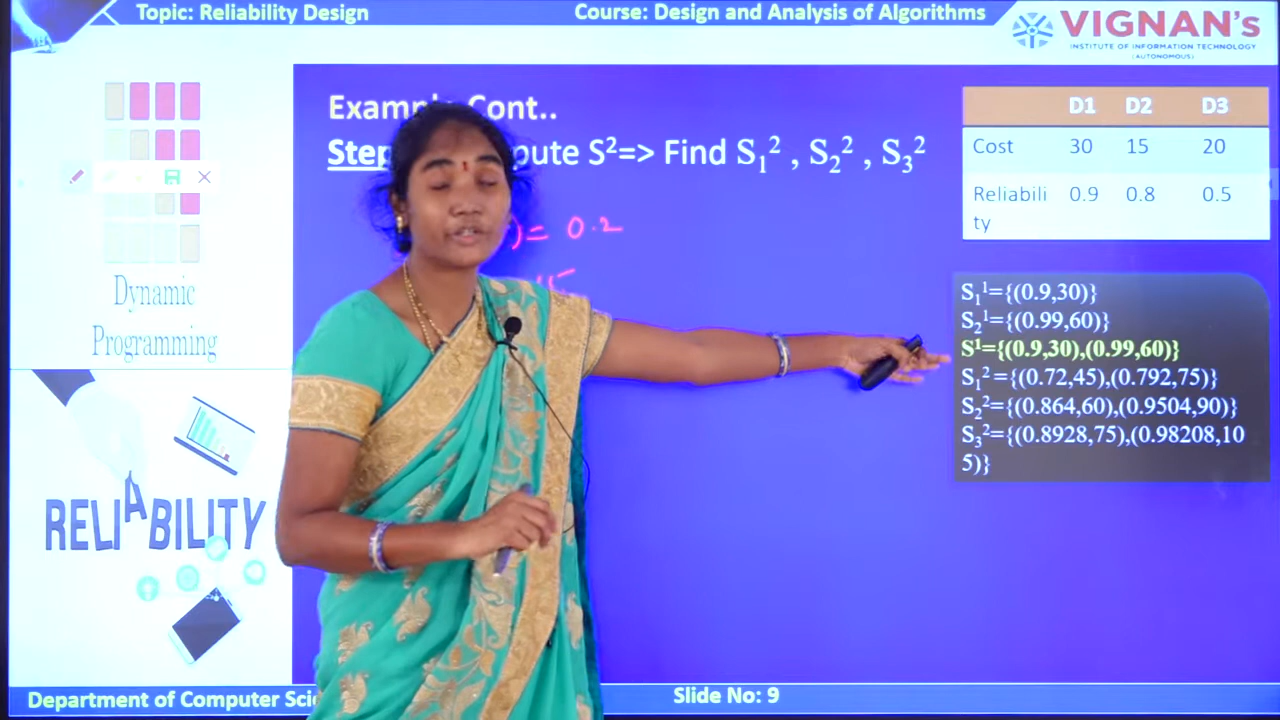 Topic: Reliability Design
Course: Design and Analysis of Algorithms
VIGNAN's
INSTITUTE OF INFORMATION TECHNOLOGY
(AUTONOMOUS)
Example Cont..
Step pute S²=> Find S₁² , S₂² , S₃²
)= 0.2
D1 D2 D3
Cost 30 15 20
Reliabili 0.9 0.8 0.5
ty
S₁¹={(0.9,30)}
S₂¹={(0.99,60)}
S¹={(0.9,30),(0.99,60)}
S₁²={(0.72,45),(0.792,75)}
S₂²={(0.864,60),(0.9504,90)}
S₃²={(0.8928,75),(0.98208,10
5)}
Dynamic
Programming
RELIABILITY
Department of Computer Sci
Slide No: 9